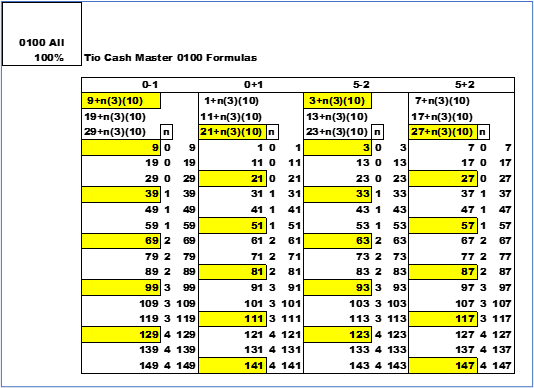 0100 All
100% Tio Cash Master 0100 Formulas
0-1 0+1 5-2 5+2
9+n(3)(10) 1+n(3)(10) 3+n(3)(10) 7+n(3)(10)
19+n(3)(10) 11+n(3)(10) 13+n(3)(10) 17+n(3)(10)
29+n(3)(10) n 21+n(3)(10) n 23+n(3)(10) n 27+n(3)(10) n
9 0 9 1 0 1 3 0 3 7 0 7
19 0 19 11 0 11 13 0 13 17 0 17
29 0 29 21 0 21 23 0 23 27 0 27
39 1 39 31 1 31 33 1 33 37 1 37
49 1 49 41 1 41 43 1 43 47 1 47
59 1 59 51 1 51 53 1 53 57 1 57
69 2 69 61 2 61 63 2 63 67 2 67
79 2 79 71 2 71 73 2 73 77 2 77
89 2 89 81 2 81 83 2 83 87 2 87
99 3 99 91 3 91 93 3 93 97 3 97
109 3 109 101 3 101 103 3 103 107 3 107
119 3 119 111 3 111 113 3 113 117 3 117
129 4 129 121 4 121 123 4 123 127 4 127
139 4 139 131 4 131 133 4 133 137 4 137
149 4 149 141 4 141 143 4 143 147 4 147